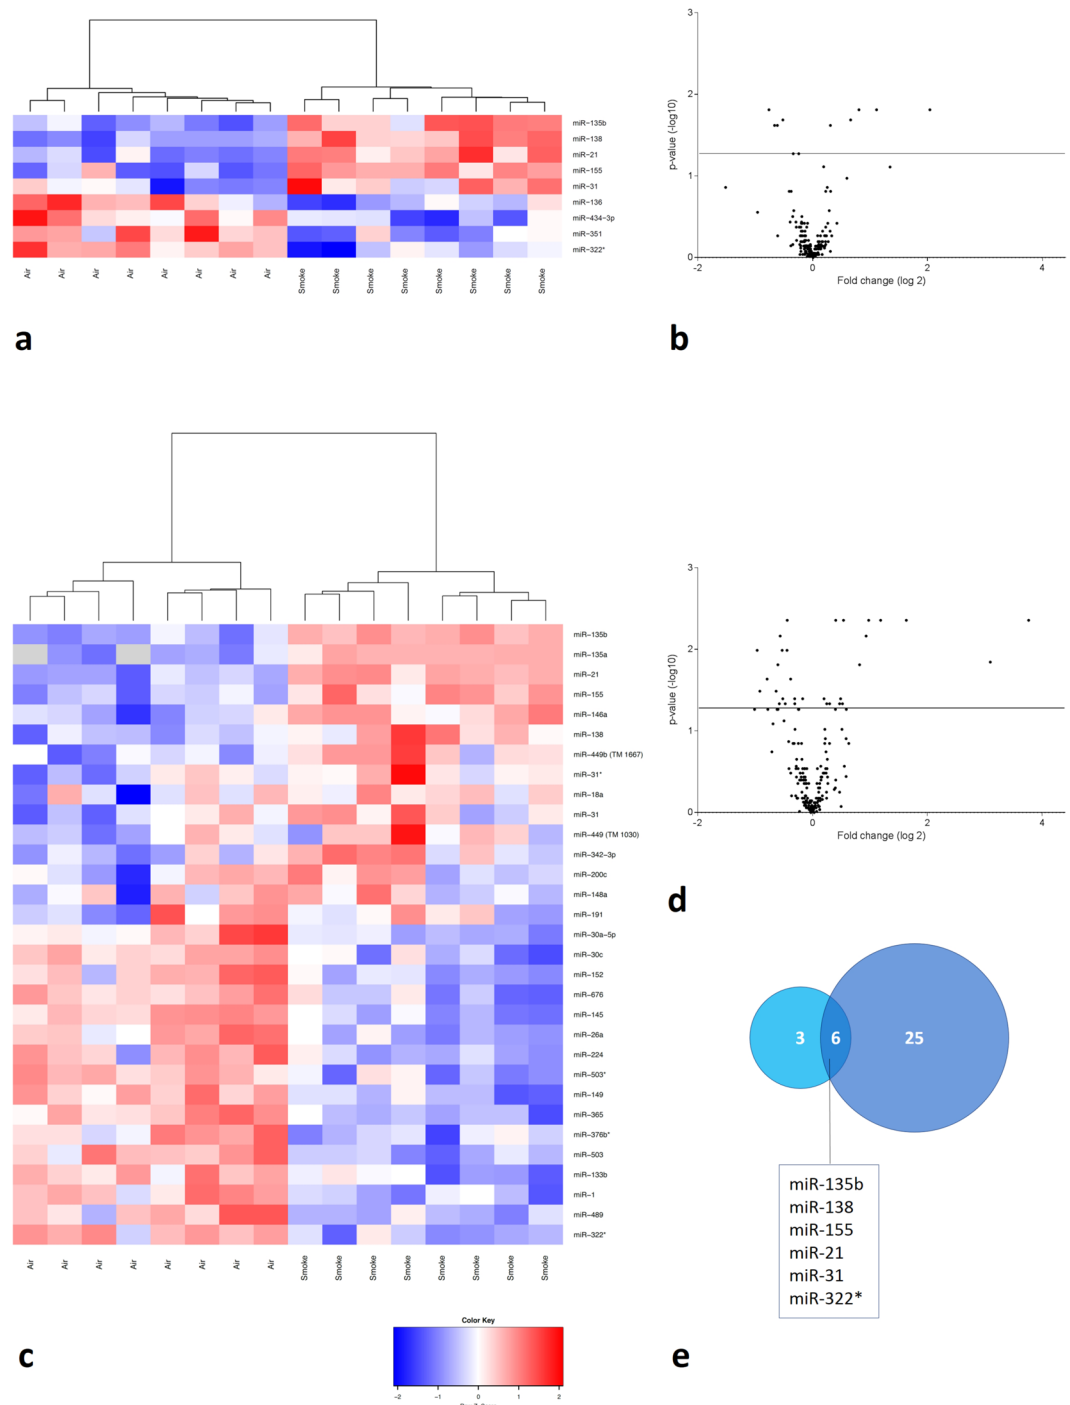 miR−135b
miR−138
miR−21
miR−155
miR−31
miR−136
miR−434−3p
miR−351
miR−322*
Air Air Air Air Air Air Air Air Smoke Smoke Smoke Smoke Smoke Smoke Smoke Smoke
a
3
2
1
0
p-value (-log10)
-2 0 2 4
Fold change (log 2)
b
miR−135b
miR−135a
miR−21
miR−155
miR−146a
miR−138
miR−449b (TM 1667)
miR−31*
miR−18a
miR−31
miR−449 (TM 1030)
miR−342−3p
miR−200c
miR−148a
miR−191
miR−30a−5p
miR−30c
miR−152
miR−676
miR−145
miR−26a
miR−224
miR−503*
miR−149
miR−365
miR−376b*
miR−503
miR−133b
miR−1
miR−489
miR−322*
Air Air Air Air Air Air Air Air Smoke Smoke Smoke Smoke Smoke Smoke Smoke Smoke
Color Key
−2 −1 0 1 2
c
3
2
1
0
p-value (-log10)
-2 0 2 4
Fold change (log 2)
d
3 6 25
miR-135b
miR-138
miR-155
miR-21
miR-31
miR-322*
e